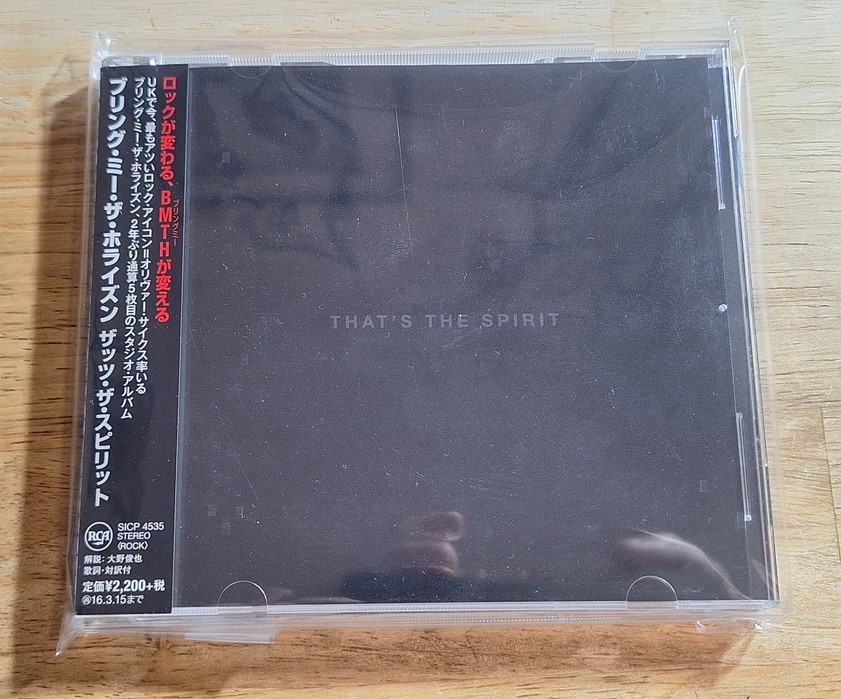 ロックが変わる、BMTHが変える
ブリングミー
UKで今、最もアツいロック・アイコン=オリヴァー・サイクス率いる
ブリング・ミー・ザ・ホライズン、2年ぶり通算5枚目のスタジオ・アルバム
ブリング・ミー・ザ・ホライズン ザッツ・ザ・スピリット
RCA
SICP 4535
STEREO
〈ROCK〉
解説:大野俊也
歌詞・対訳付
定価¥2,200+税
Ⓡ16.3.15まで
THAT'S THE SPIRIT